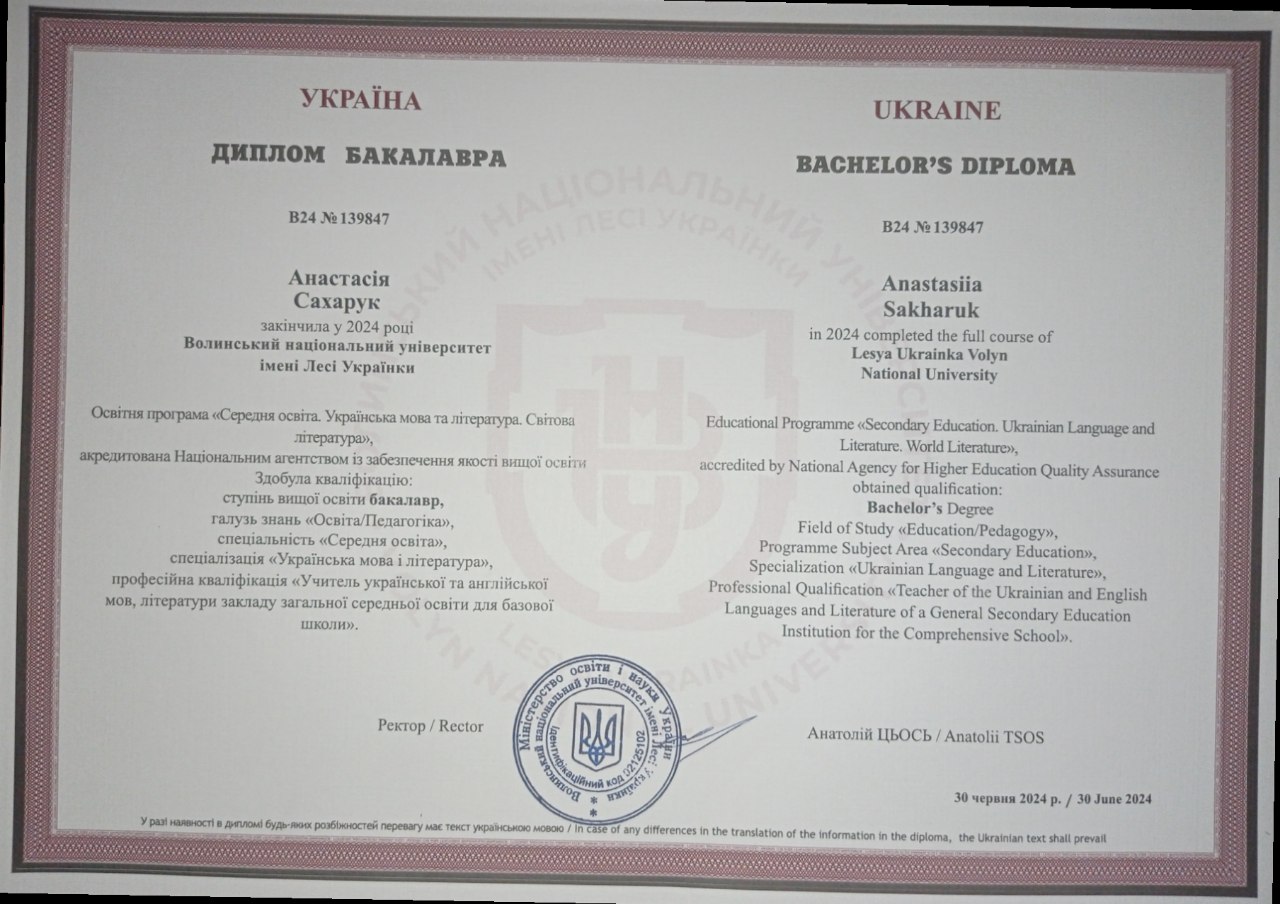 УКРАЇНА
ДИПЛОМ БАКАЛАВРА
B24 №139847
Анастасія
Сахарук
закінчила у 2024 році
Волинський національний університет
імені Лесі Українки
Освітня програма «Середня освіта. Українська мова та література. Світова
література»,
акредитована Національним агентством із забезпечення якості вищої освіти
Здобула кваліфікацію:
ступінь вищої освіти бакалавр,
галузь знань «Освіта/Педагогіка»,
спеціальність «Середня освіта»,
спеціалізація «Українська мова і література»,
професійна кваліфікація «Учитель української та англійської
мов, літератури закладу загальної середньої освіти для базової
школи».
UKRAINE
BACHELOR'S DIPLOMA
B24 №139847
Anastasiia
Sakharuk
in 2024 completed the full course of
Lesya Ukrainka Volyn
National University
Educational Programme «Secondary Education. Ukrainian Language and
Literature. World Literature»,
accredited by National Agency for Higher Education Quality Assurance
obtained qualification:
Bachelor's Degree
Field of Study «Education/Pedagogy»,
Programme Subject Area «Secondary Education»,
Specialization «Ukrainian Language and Literature»,
Professional Qualification «Teacher of the Ukrainian and English
Languages and Literature of a General Secondary Education
Institution for the Comprehensive School».
Ректор / Rector
Міністерство освіти і науки України
Волинський національний університет імені Лесі Українки
Ідентифікаційний код 02125102
Анатолій ЦЬОСЬ / Anatolii TSOS
30 червня 2024 р. / 30 June 2024
У разі наявності в дипломі будь-яких розбіжностей перевагу має текст українською мовою / In case of any differences in the translation of the information in the diploma, the Ukrainian text shall prevail
НАЦІОНАЛЬНИЙ
ІМЕНІ ЛЕСІ УКРАЇНКИ